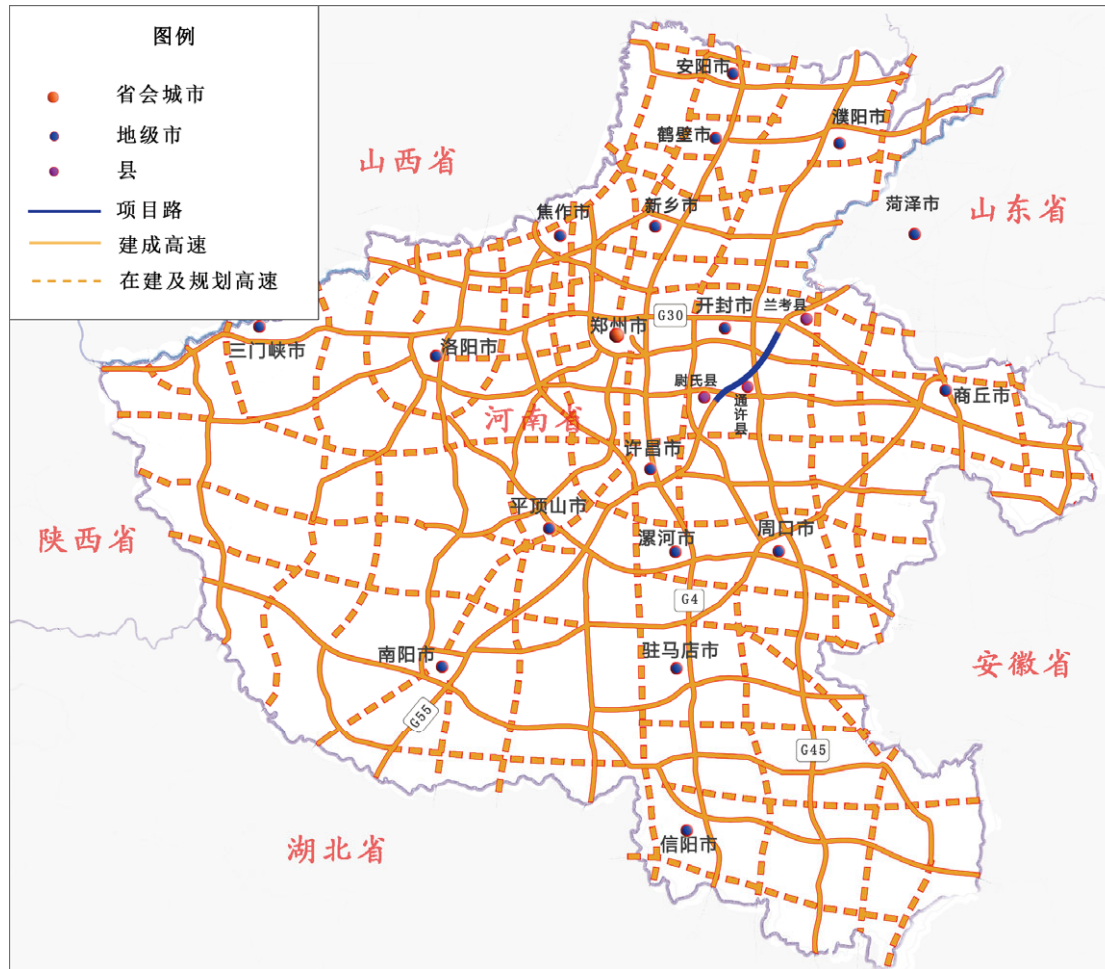 图例
省会城市
地级市
县
项目路
建成高速
在建及规划高速
安阳市
濮阳市
鹤壁市
山西省
菏泽市
山东省
焦作市
新乡市
G30
开封市
兰考县
郑州市
三门峡市
洛阳市
尉氏县
通许县
商丘市
河南省
许昌市
平顶山市
陕西省
漯河市
周口市
G4
南阳市
驻马店市
安徽省
G55
G45
信阳市
湖北省